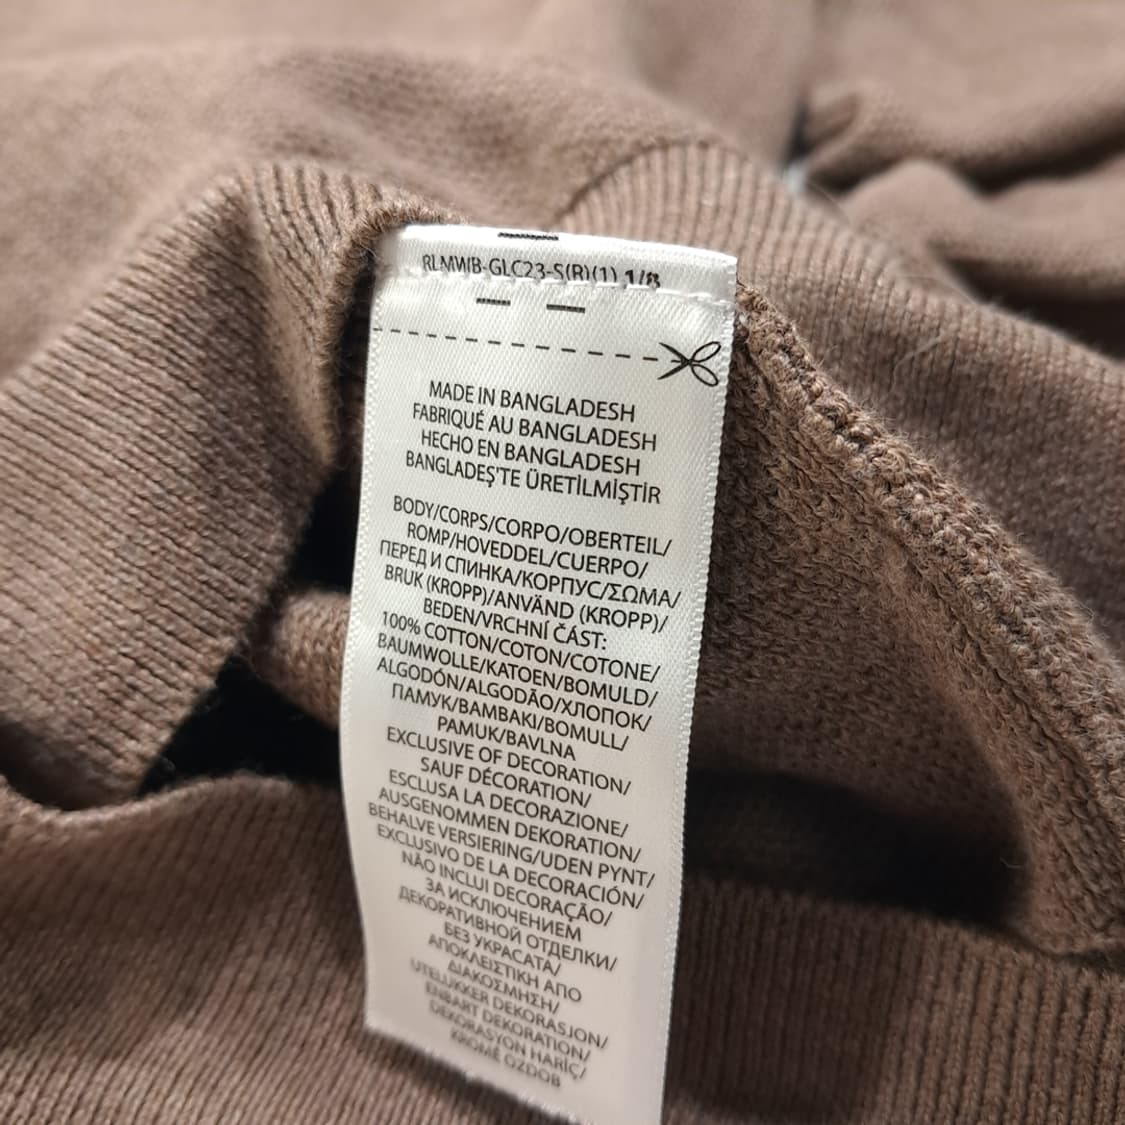 RLMWB-GLC23-S(R)(1) 1/8
MADE IN BANGLADESH
FABRIQUÉ AU BANGLADESH
HECHO EN BANGLADESH
BANGLADEŞ'TE ÜRETİLMİŞTİR
BODY/CORPS/CORPO/OBERTEIL/
ROMP/HOVEDDEL/CUERPO/
ПЕРЕД И СПИНКА/КОРПУС/ΣΩΜΑ/
BRUK (KROPP)/ANVÄND (KROPP)/
BEDEN/VRCHNÍ ČÁST:
100% COTTON/COTON/COTONE/
BAUMWOLLE/KATOEN/BOMULD/
ALGODÓN/ALGODÃO/ХЛОПОК/
ПАМУК/ΒΑΜΒΑΚΙ/BOMULL/
PAMUK/BAVLNA
EXCLUSIVE OF DECORATION/
SAUF DÉCORATION/
ESCLUSA LA DECORAZIONE/
AUSGENOMMEN DEKORATION/
BEHALVE VERSIERING/UDEN PYNT/
EXCLUSIVO DE LA DECORACIÓN/
NÃO INCLUI DECORAÇÃO/
ЗА ИСКЛЮЧЕНИЕМ
ДЕКОРАТИВНОЙ ОТДЕЛКИ/
БЕЗ УКРАСАТА/
ΑΠΟΚΛΕΙΣΤΙΚΗ ΑΠΟ
ΔΙΑΚΟΣΜΗΣΗ/
UTELUKKER DEKORASJON/
ENBART DEKORATION/
DEKORASYON HARİÇ/
KROMĚ OZDOB